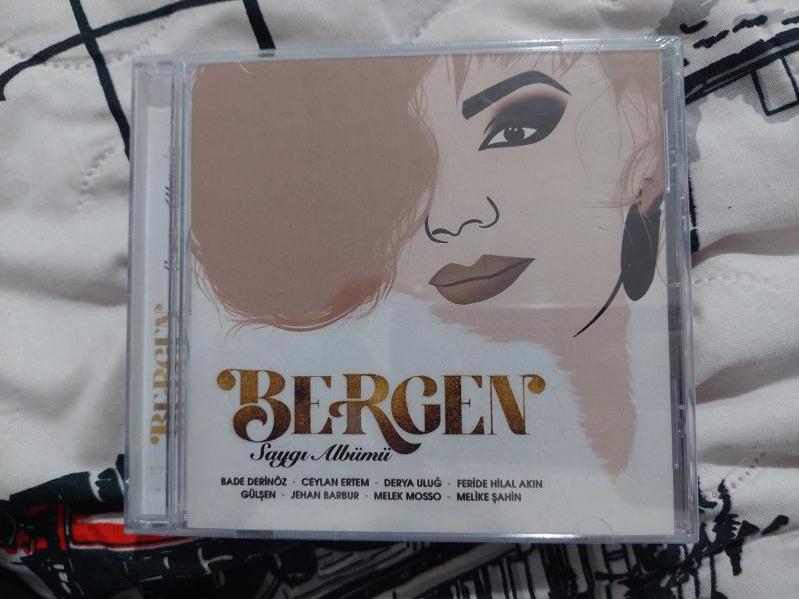 BERGEN
Saygı Albümü
BADE DERİNÖZ · CEYLAN ERTEM · DERYA ULUĞ · FERİDE HİLAL AKIN
GÜLŞEN · JEHAN BARBUR · MELEK MOSSO · MELİKE ŞAHİN
BERGEN